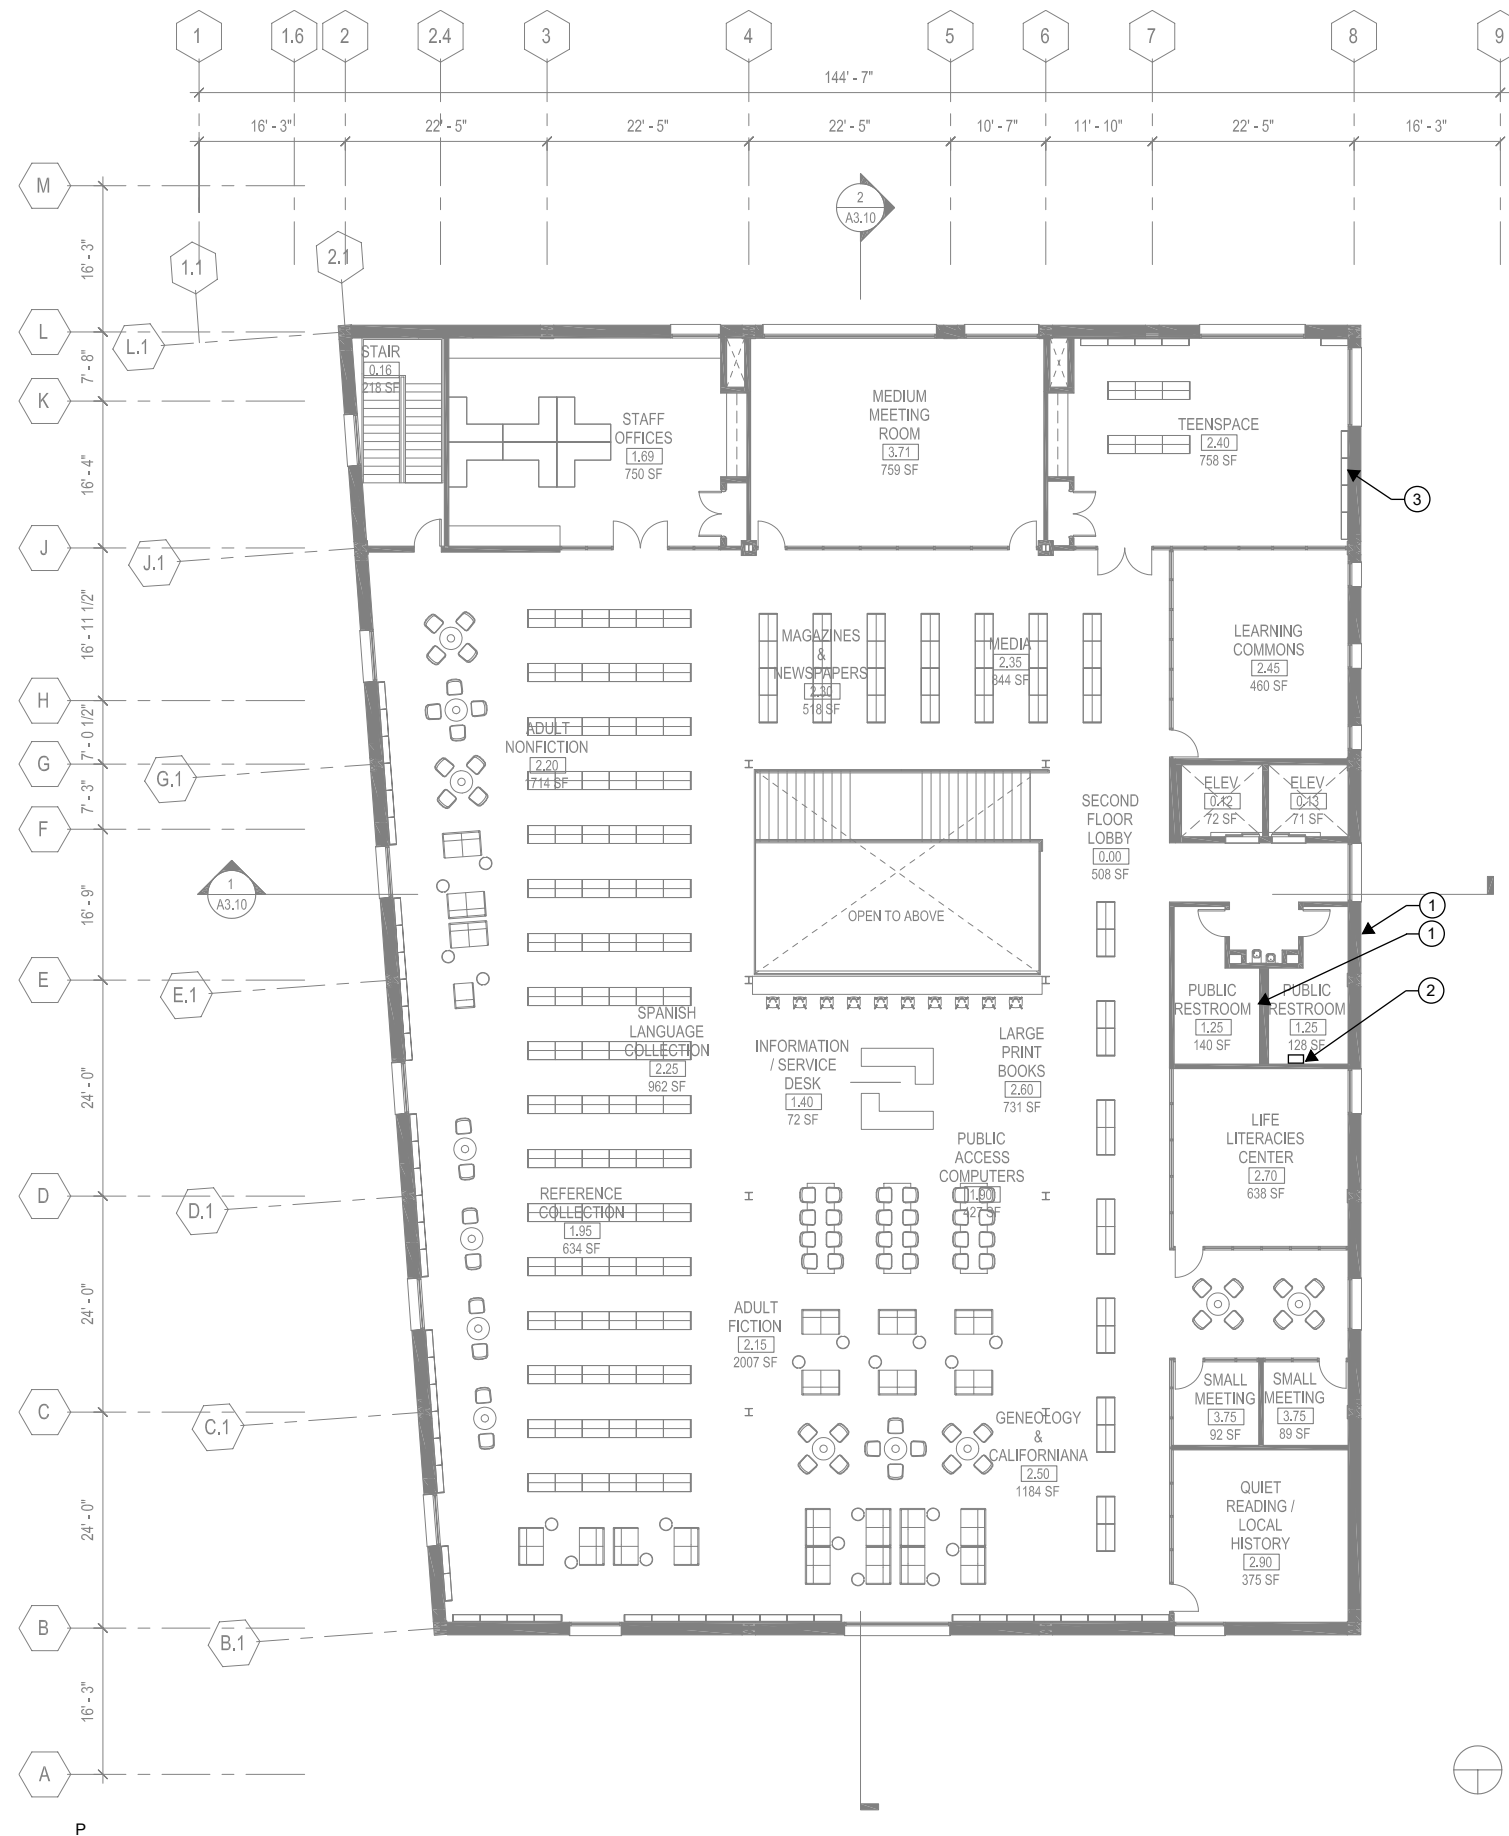 1 1.6 2 2.4 3 4 5 6 7 8 9
144' - 7"
16' - 3" 22' - 5" 22' - 5" 22' - 5" 10' - 7" 11' - 10" 22' - 5" 16' - 3"
M
2
A3.10
16' - 3"
1.1
2.1
L
L.1
7' - 8"
K
16' - 4"
J
J.1
16' - 11 1/2"
H
7' - 0 1/2"
G
G.1
7' - 3"
F
16' - 9"
1
A3.10
E
E.1
24' - 0"
D
D.1
24' - 0"
C
C.1
24' - 0"
B
B.1
16' - 3"
A
STAIR
0.16
218 SF
STAFF
OFFICES
1.69
750 SF
MEDIUM
MEETING
ROOM
3.71
759 SF
TEENSPACE
2.40
758 SF
3
MAGAZINES
&
NEWSPAPERS
2.30
518 SF
MEDIA
2.35
844 SF
LEARNING
COMMONS
2.45
460 SF
ADULT
NONFICTION
2.20
1714 SF
ELEV
0.12
72 SF
ELEV
0.13
71 SF
SECOND
FLOOR
LOBBY
0.00
508 SF
OPEN TO ABOVE
1
1
2
PUBLIC
RESTROOM
1.25
140 SF
PUBLIC
RESTROOM
1.25
128 SF
SPANISH
LANGUAGE
COLLECTION
2.25
962 SF
INFORMATION
/ SERVICE
DESK
1.40
72 SF
LARGE
PRINT
BOOKS
2.60
731 SF
LIFE
LITERACIES
CENTER
2.70
638 SF
PUBLIC
ACCESS
COMPUTERS
1.90
427 SF
REFERENCE
COLLECTION
1.95
634 SF
ADULT
FICTION
2.15
2007 SF
SMALL
MEETING
3.75
92 SF
SMALL
MEETING
3.75
89 SF
GENEOLOGY
&
CALIFORNIANA
2.50
1184 SF
QUIET
READING /
LOCAL
HISTORY
2.90
375 SF
P